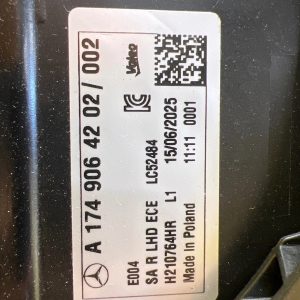 A 174 906 42 02 / 002
E004
SA R LHD ECE LC52484
H210764HR L1 15/06/2025
Made in Poland 11:11 0001
Valeo